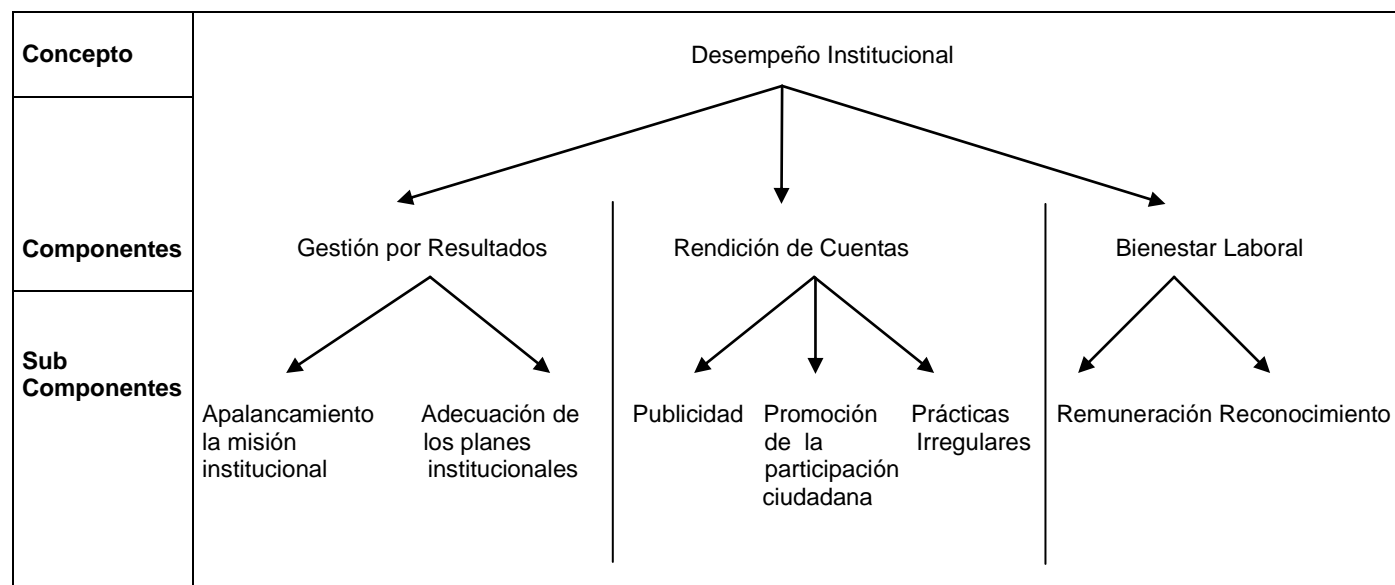 Concepto
Desempeño Institucional
Componentes
Gestión por Resultados
Rendición de Cuentas
Bienestar Laboral
Sub
Componentes
Apalancamiento
la misión
institucional
Adecuación de
los planes
institucionales
Publicidad
Promoción
de la
participación
ciudadana
Prácticas
Irregulares
Remuneración
Reconocimiento